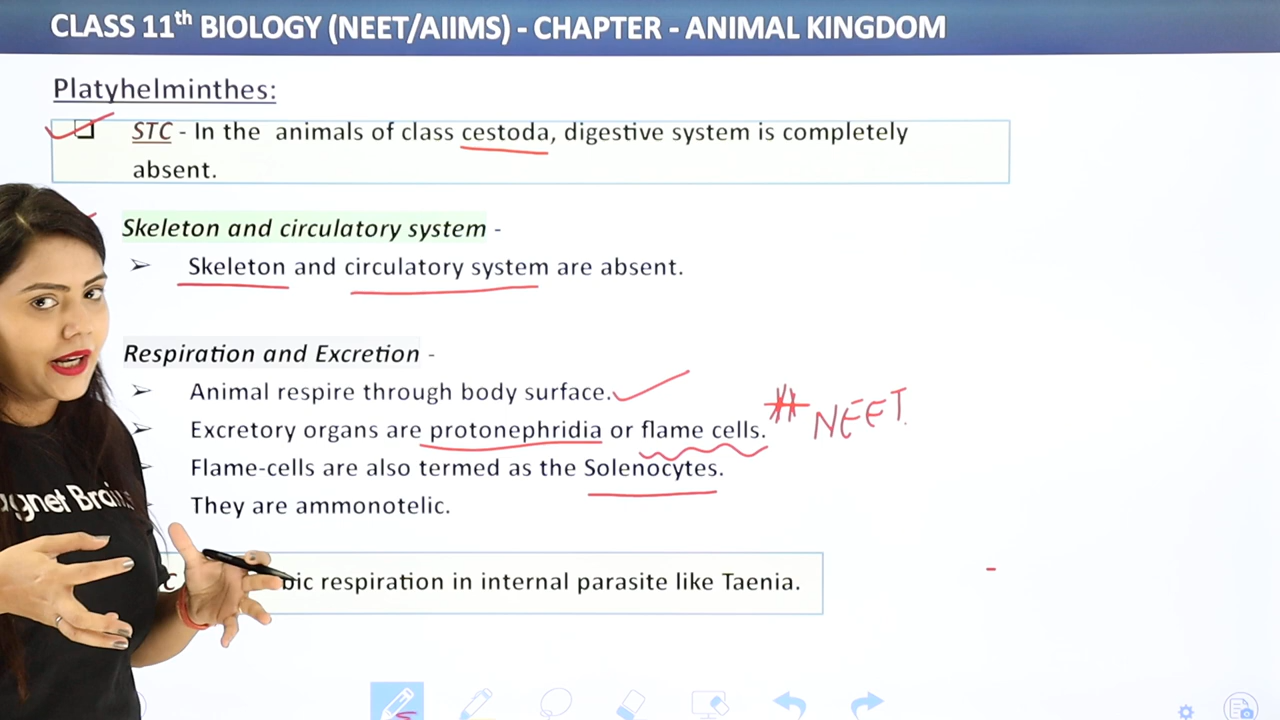 CLASS 11th BIOLOGY (NEET/AIIMS) - CHAPTER - ANIMAL KINGDOM
Platyhelminthes:
STC - In the animals of class cestoda, digestive system is completely
absent.
Skeleton and circulatory system -
Skeleton and circulatory system are absent.
Respiration and Excretion -
Animal respire through body surface.
Excretory organs are protonephridia or flame cells.
# NEET
Flame-cells are also termed as the Solenocytes.
They are ammonotelic.
respiration in internal parasite like Taenia.